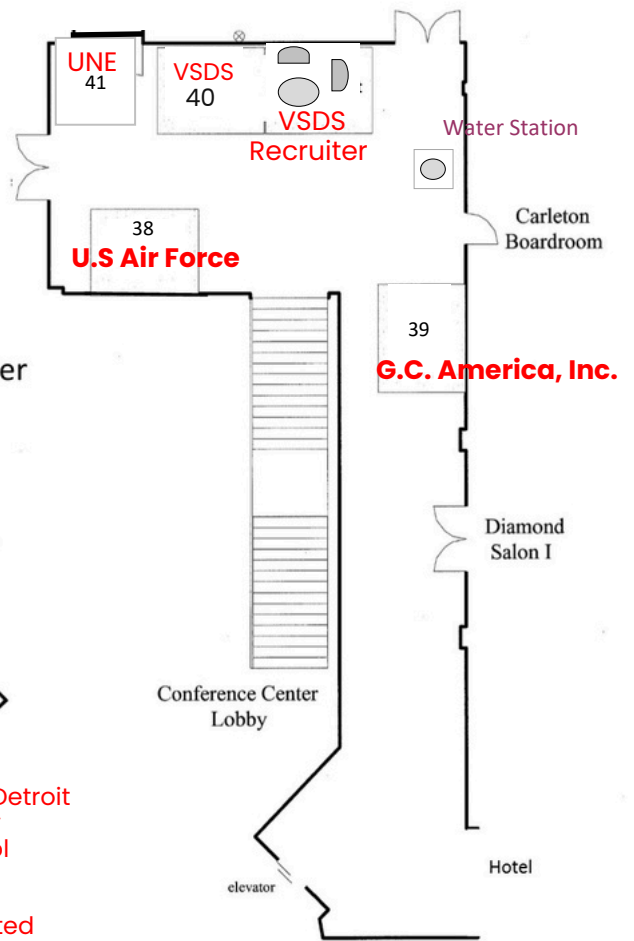 UNE
41
VSDS
40
VSDS
Recruiter
Water Station
38
U.S Air Force
Carleton
Boardroom
39
G.C. America, Inc.
er
Diamond
Salon I
Conference Center
Lobby
Detroit
ol
Hotel
elevator
ted